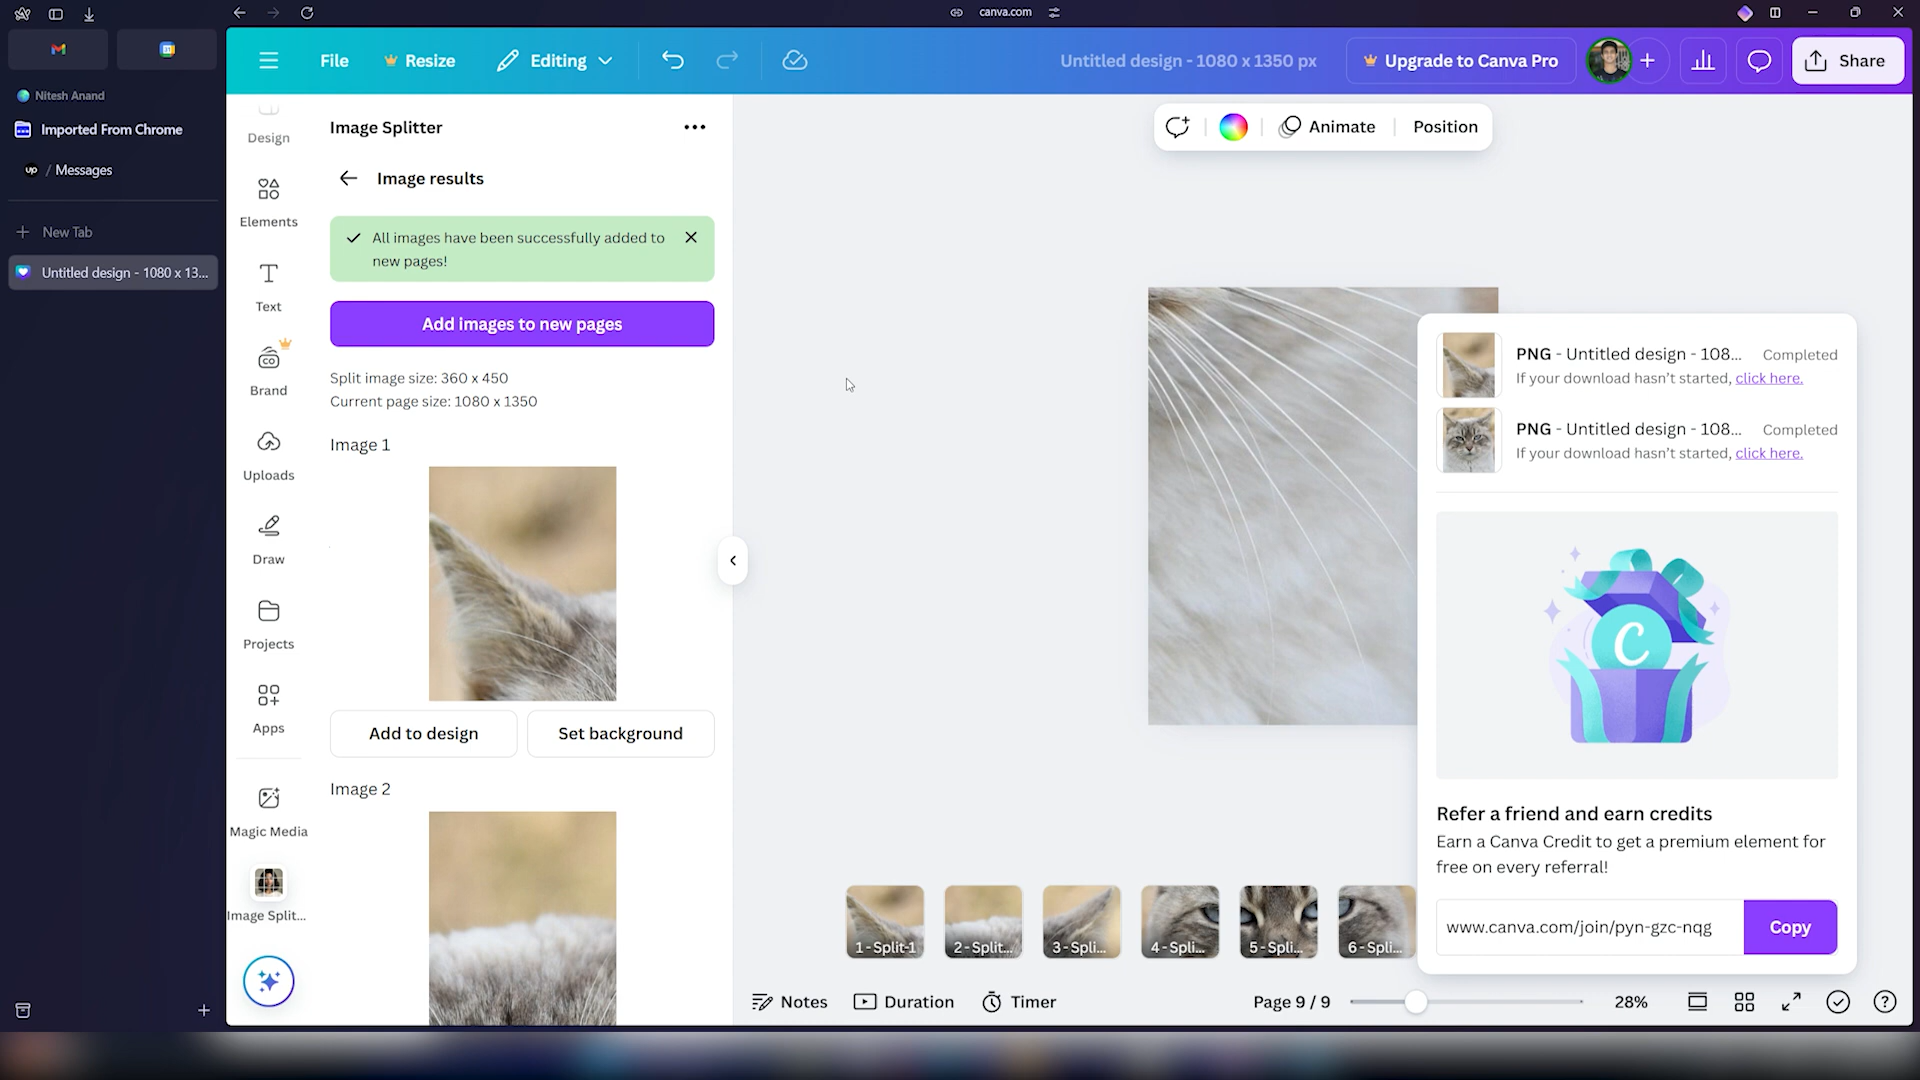 canva.com
Nitesh Anand
Imported From Chrome
up / Messages
New Tab
Untitled design - 1080 x 13...
File
Resize
Editing
Untitled design - 1080 x 1350 px
Upgrade to Canva Pro
Share
Design
Elements
Text
Brand
Uploads
Draw
Projects
Apps
Magic Media
Image Split...
Image Splitter
Image results
All images have been successfully added to
new pages!
Add images to new pages
Split image size: 360 x 450
Current page size: 1080 x 1350
Image 1
Add to design
Set background
Image 2
Animate
Position
PNG - Untitled design - 108... Completed
If your download hasn't started, click here.
PNG - Untitled design - 108... Completed
If your download hasn't started, click here.
C
Refer a friend and earn credits
Earn a Canva Credit to get a premium element for
free on every referral!
www.canva.com/join/pyn-gzc-nqg
Copy
1 - Split-1
2 - Split...
3 - Spli...
4 - Spli...
5 - Spli...
6 - Spli...
Notes
Duration
Timer
Page 9 / 9
28%